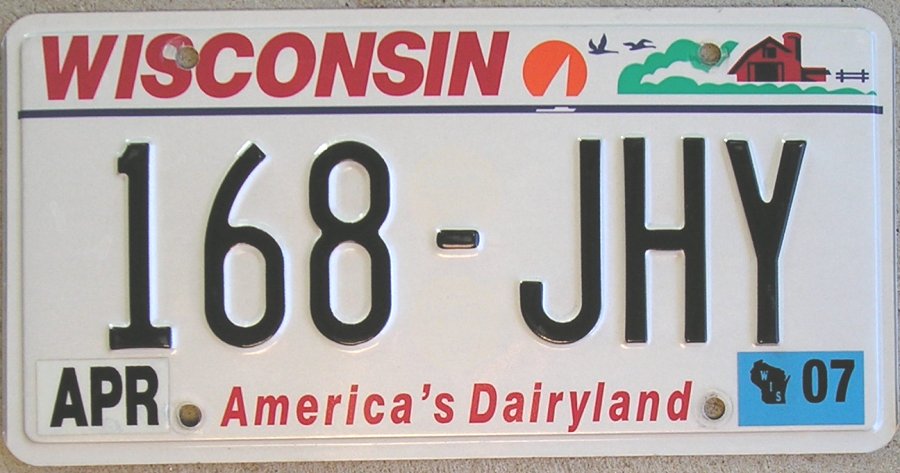 WISCONSIN
168-JHY
APR
America's Dairyland
WIS 07